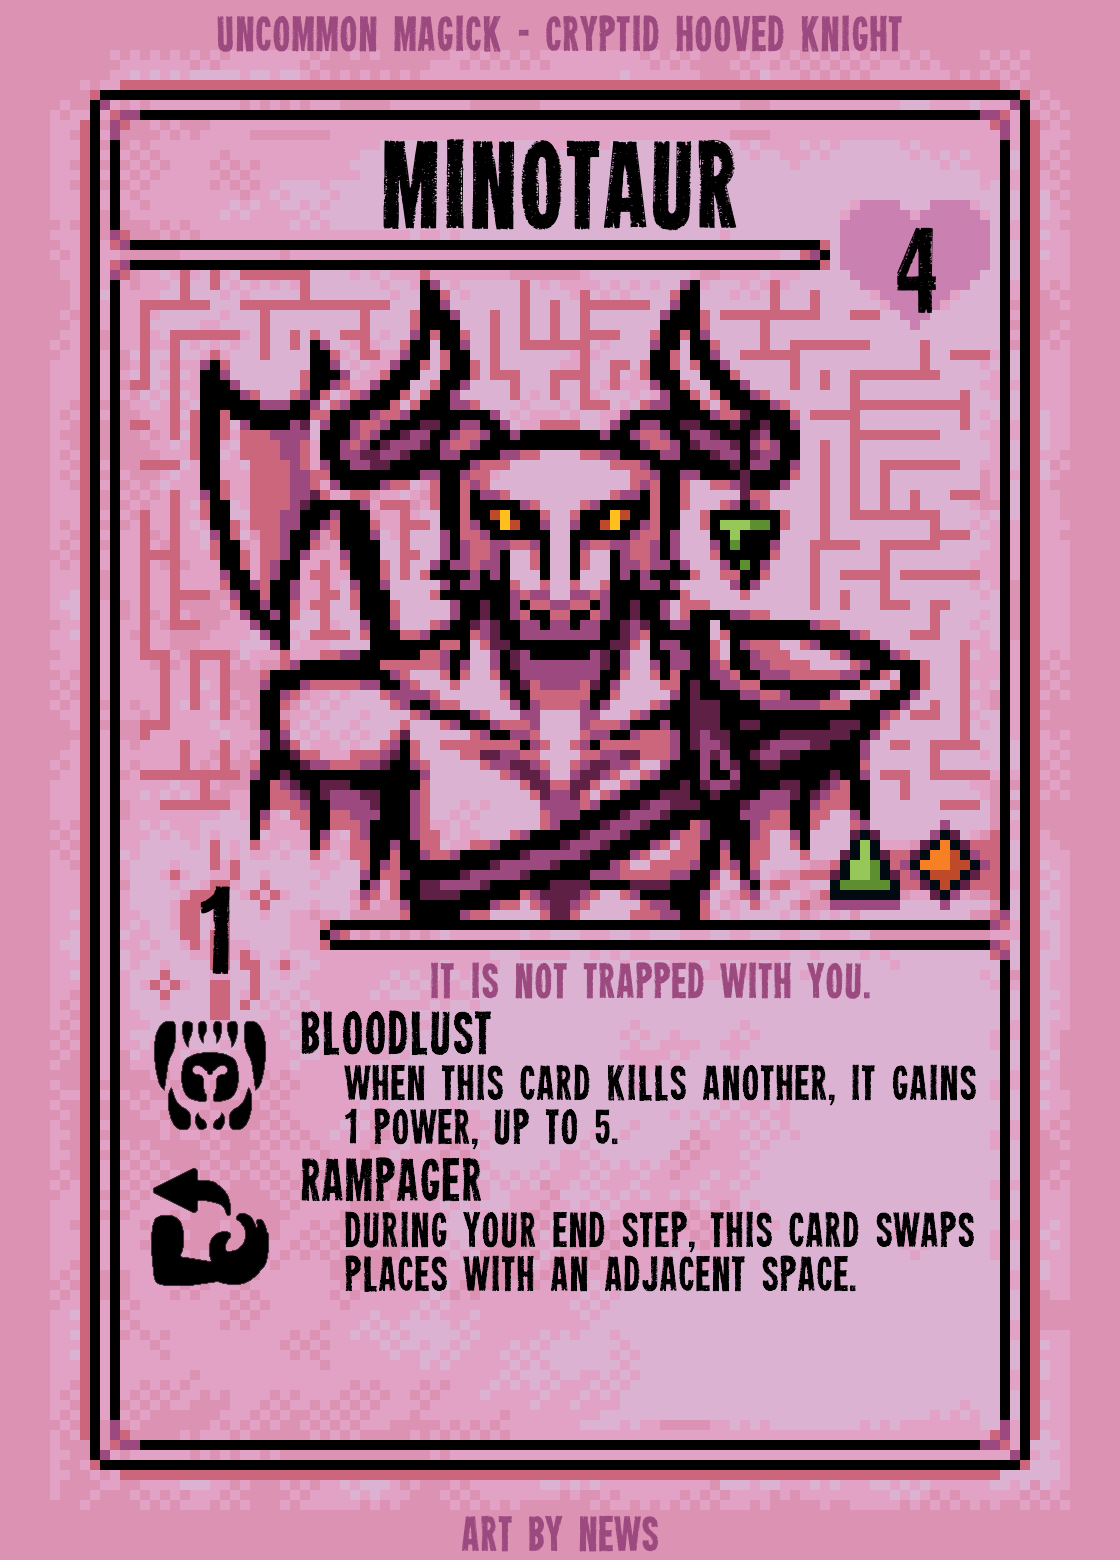 UNCOMMON MAGICK - CRYPTID HOOVED KNIGHT
MINOTAUR
4
1
IT IS NOT TRAPPED WITH YOU.
BLOODLUST
WHEN THIS CARD KILLS ANOTHER, IT GAINS
1 POWER, UP TO 5.
RAMPAGER
DURING YOUR END STEP, THIS CARD SWAPS
PLACES WITH AN ADJACENT SPACE.
ART BY NEWS